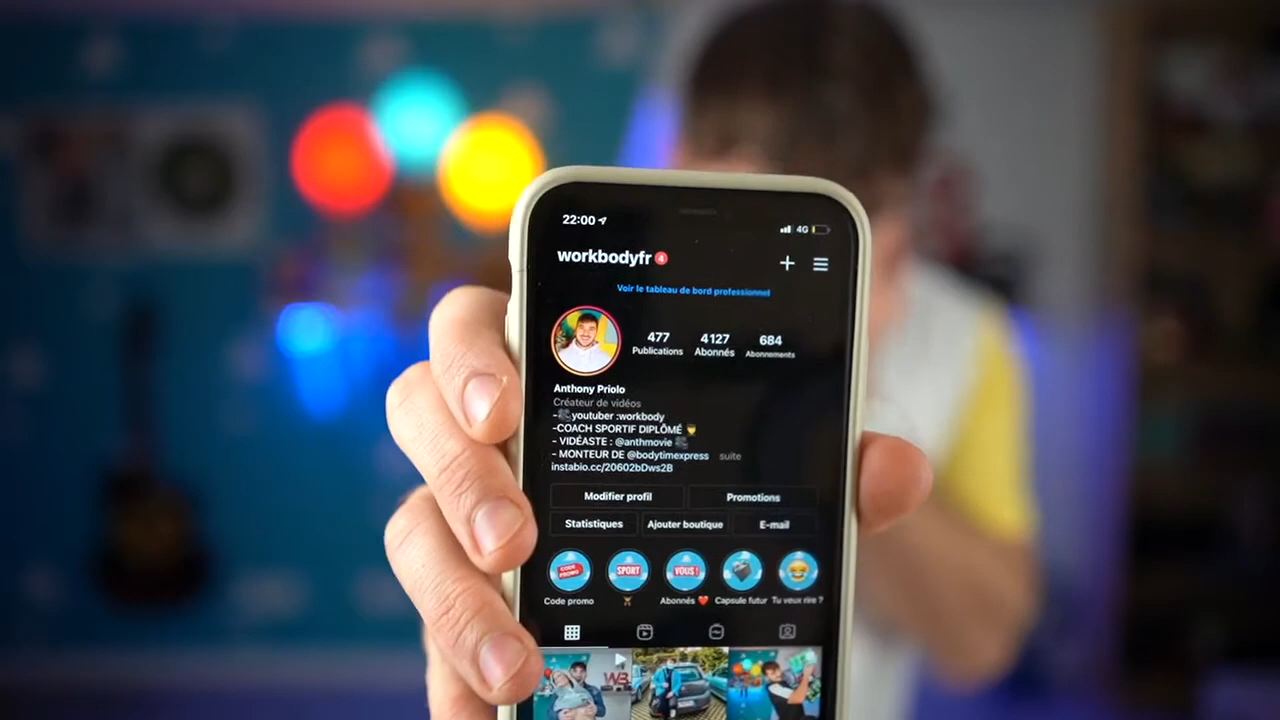 22:00
4G
workbodyfr 4
Voir le tableau de bord professionnel
477 4127 684
Publications Abonnés Abonnements
Anthony Priolo
Créateur de vidéos
-youtuber :workbody
-COACH SPORTIF DIPLÔMÉ
- VIDÉASTE : @anthmovie
- MONTEUR DE @bodytimexpress suite
instabio.cc/20602bDws2B
Modifier profil Promotions
Statistiques Ajouter boutique E-mail
CODE PROMO SPORT VOUS !
Code promo Abonnés Capsule futur Tu veux rire ?
WB